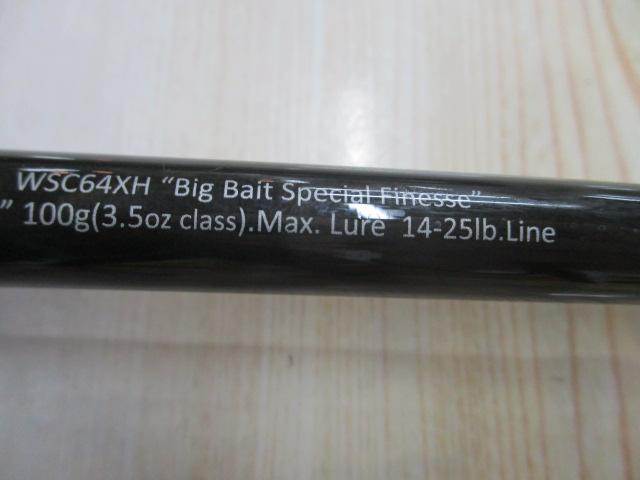 WSC64XH “Big Bait Special Finesse”
” 100g(3.5oz class).Max. Lure 14-25lb.Line